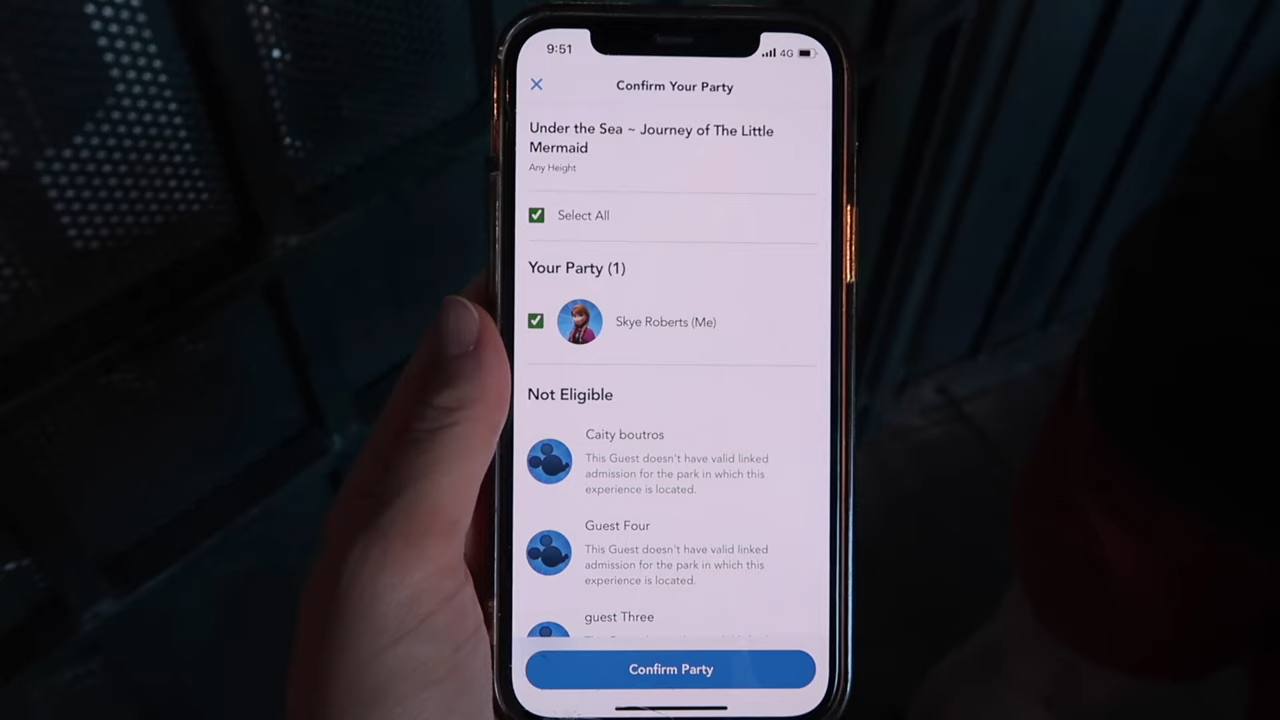 9:51
4G
Confirm Your Party
Under the Sea ~ Journey of The Little
Mermaid
Any Height
Select All
Your Party (1)
Skye Roberts (Me)
Not Eligible
Caity boutros
This Guest doesn't have valid linked
admission for the park in which this
experience is located.
Guest Four
This Guest doesn't have valid linked
admission for the park in which this
experience is located.
guest Three
Confirm Party